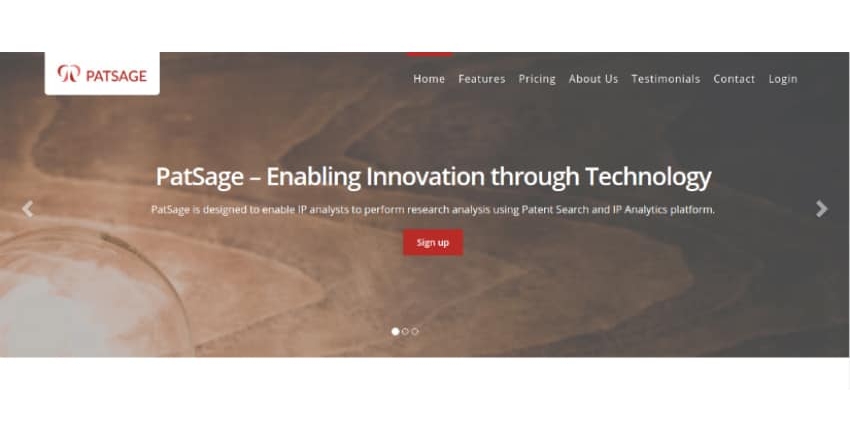 PATSAGE
Home Features Pricing About Us Testimonials Contact Login
PatSage – Enabling Innovation through Technology
PatSage is designed to enable IP analysts to perform research analysis using Patent Search and IP Analytics platform.
Sign up